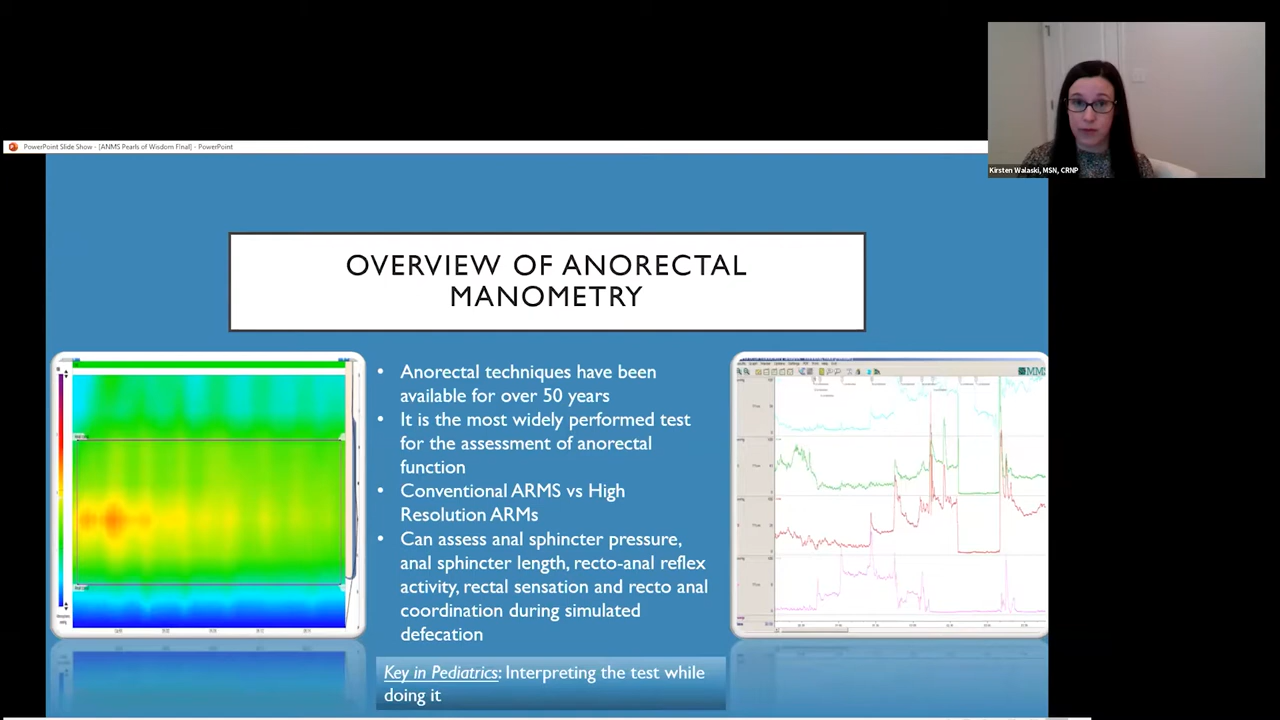 PowerPoint Slide Show - [ANMS Pearls of Wisdom Final] - PowerPoint
Kirsten Walaski, MSN, CRNP
OVERVIEW OF ANORECTAL
MANOMETRY
• Anorectal techniques have been
available for over 50 years
• It is the most widely performed test
for the assessment of anorectal
function
• Conventional ARMS vs High
Resolution ARMs
• Can assess anal sphincter pressure,
anal sphincter length, recto-anal reflex
activity, rectal sensation and recto anal
coordination during simulated
defecation
Key in Pediatrics: Interpreting the test while
doing it
MMS